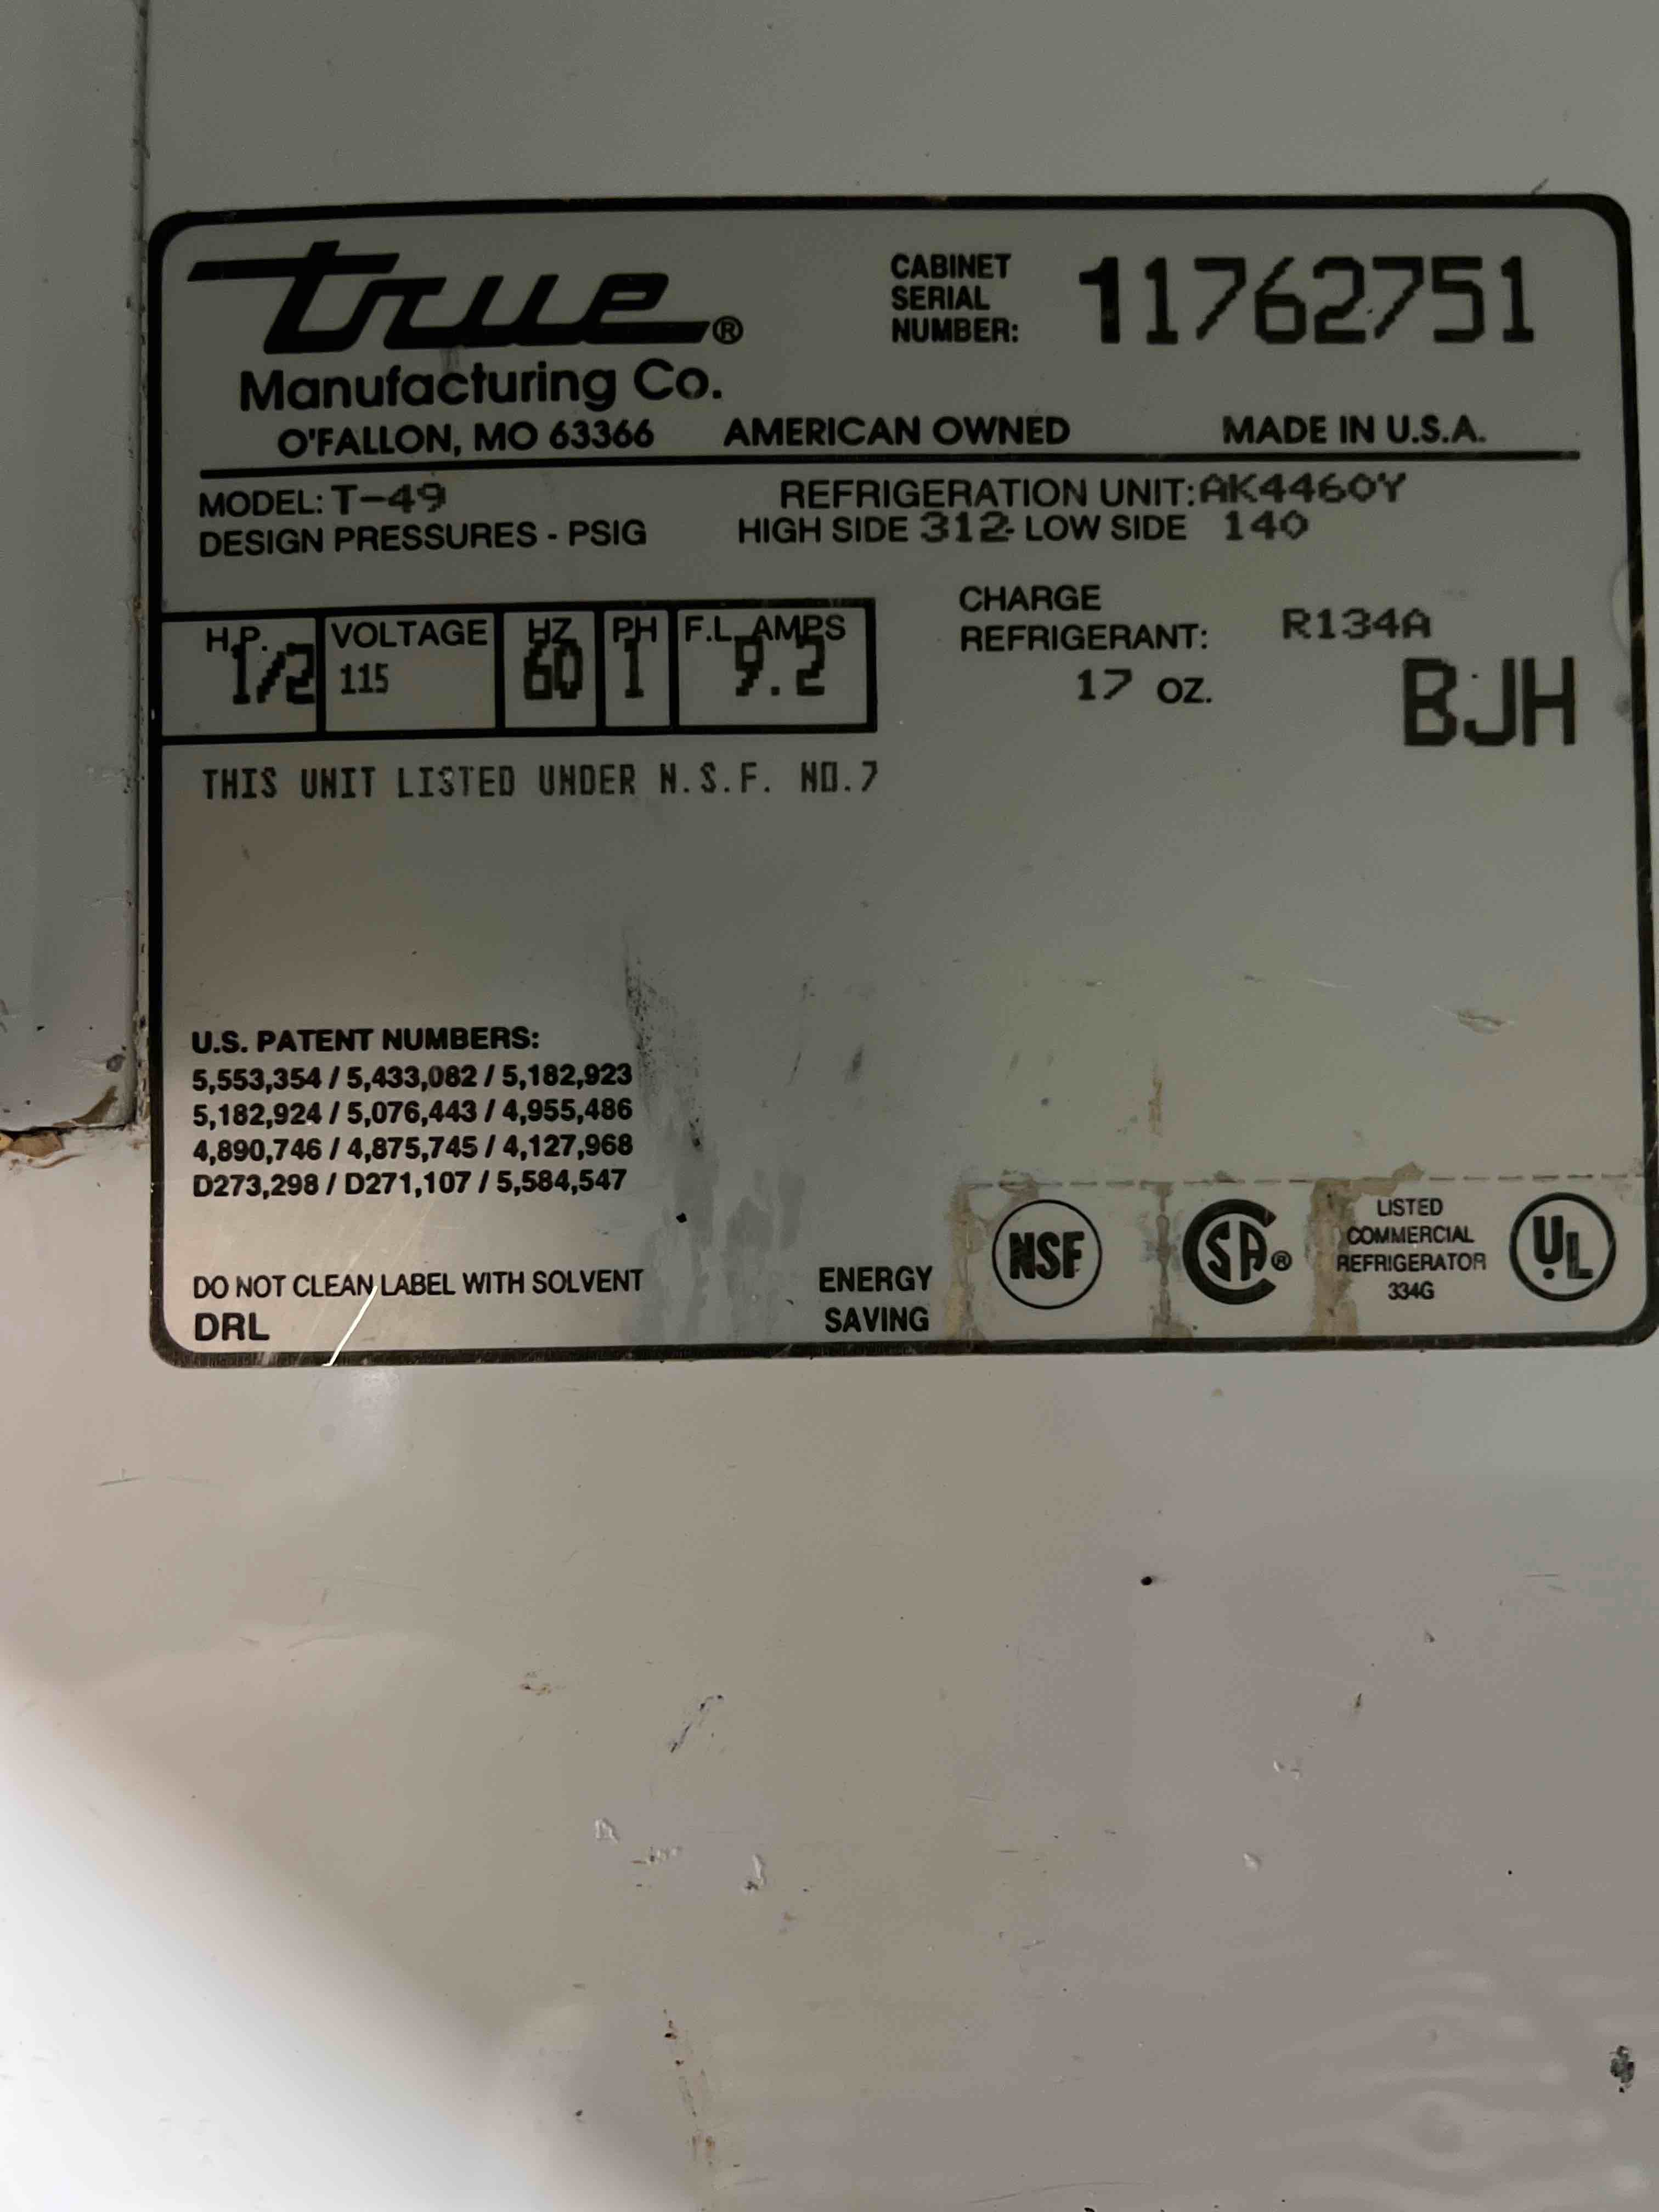 true®
Manufacturing Co.
O'FALLON, MO 63366 AMERICAN OWNED MADE IN U.S.A.
CABINET
SERIAL
NUMBER: 11762751
MODEL: T-49 REFRIGERATION UNIT: AK4460Y
DESIGN PRESSURES - PSIG HIGH SIDE 312- LOW SIDE 140
H.P. VOLTAGE HZ PH F.L. AMPS
1/2 115 60 1 9.2
CHARGE
REFRIGERANT: R134A
17 OZ.
BJH
THIS UNIT LISTED UNDER N.S.F. NO.7
U.S. PATENT NUMBERS:
5,553,354 / 5,433,082 / 5,182,923
5,182,924 / 5,076,443 / 4,955,486
4,890,746 / 4,875,745 / 4,127,968
D273,298 / D271,107 / 5,584,547
DO NOT CLEAN LABEL WITH SOLVENT
DRL
ENERGY
SAVING
NSF
SA®
LISTED
COMMERCIAL
REFRIGERATOR
334G
UL